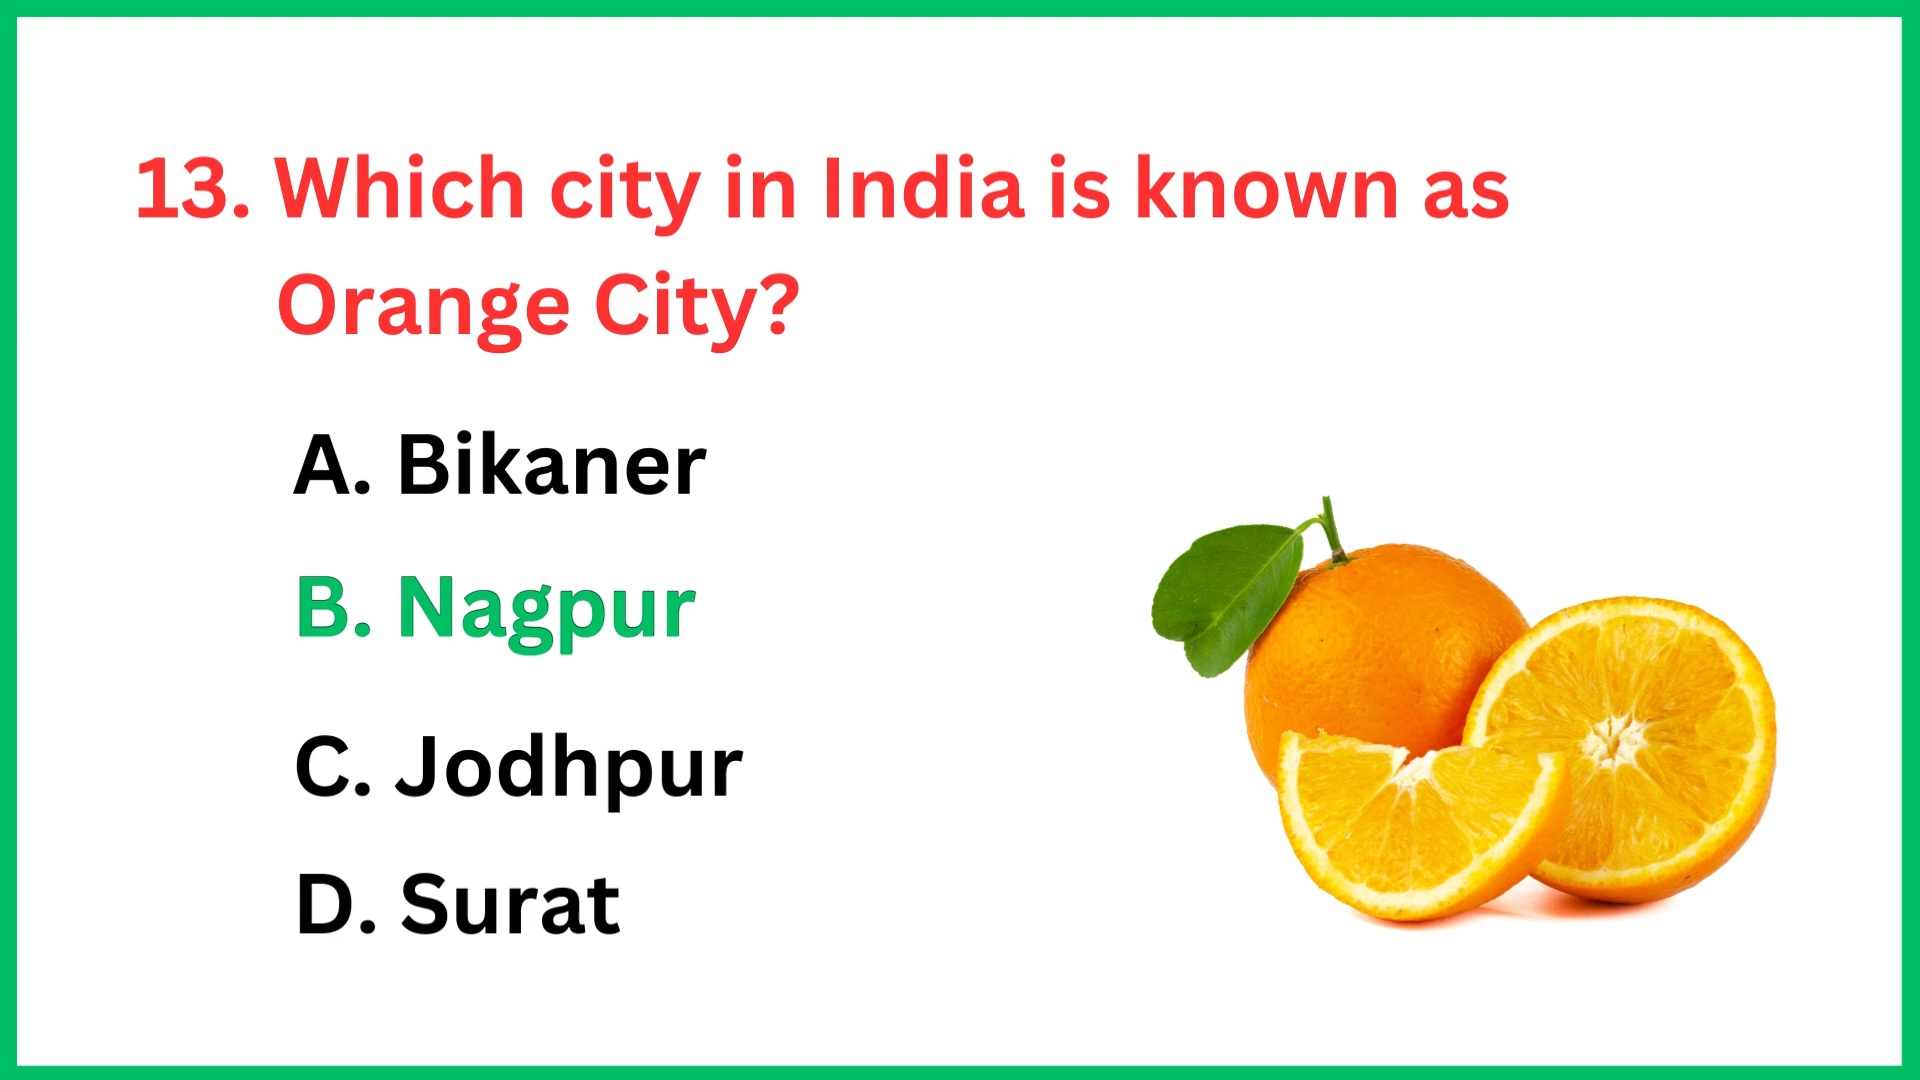 13. Which city in India is known as
Orange City?
A. Bikaner
B. Nagpur
C. Jodhpur
D. Surat